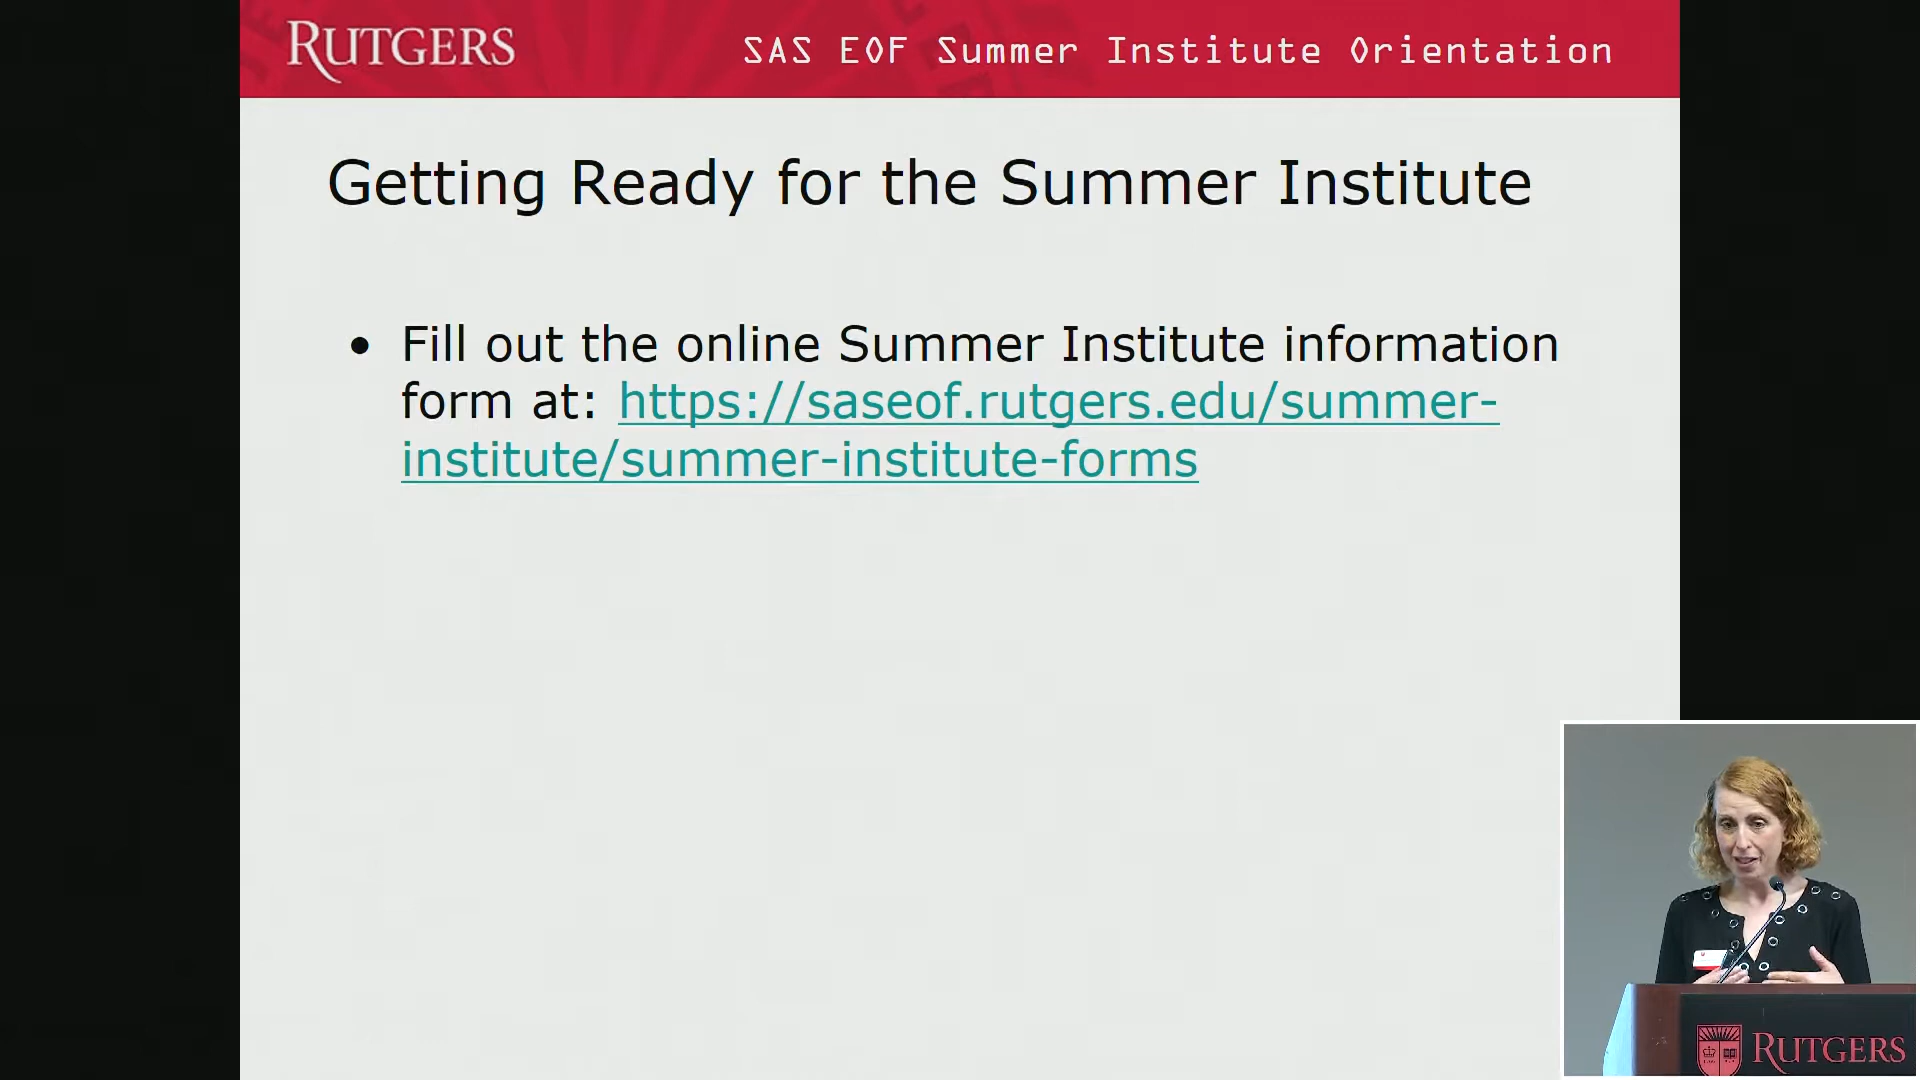 RUTGERS
SAS EOF Summer Institute Orientation
Getting Ready for the Summer Institute
• Fill out the online Summer Institute information
form at: https://saseof.rutgers.edu/summer-
institute/summer-institute-forms
RUTGERS